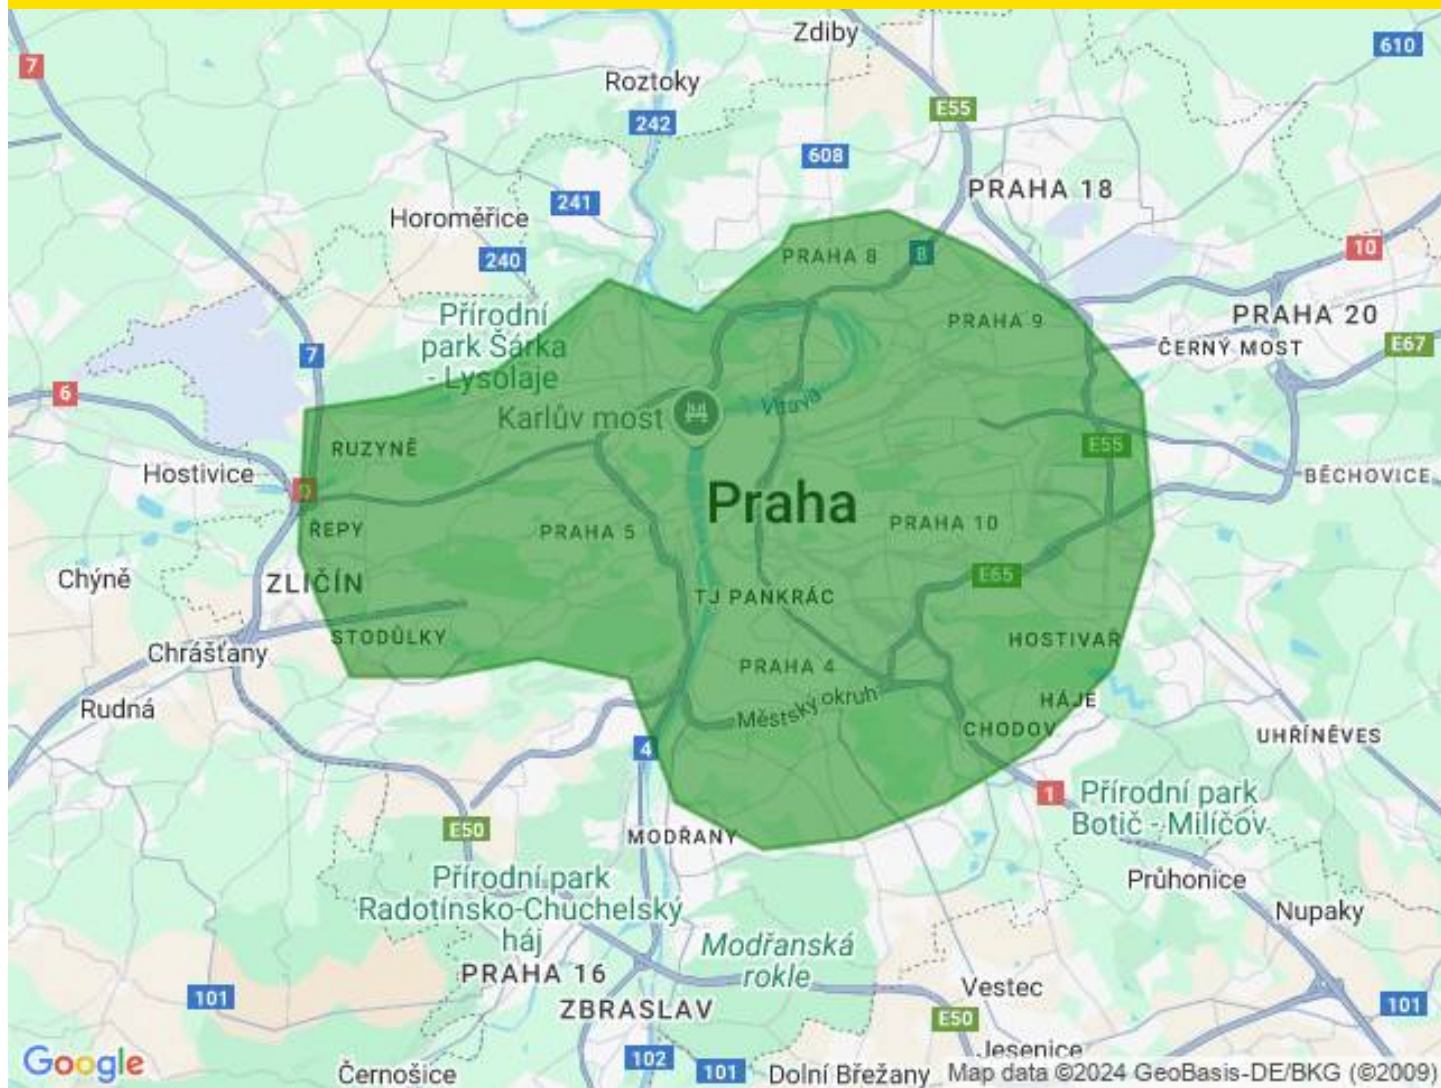 Zdiby
610
7
Roztoky
E55
242
608
PRAHA 18
241
Horoměřice
240
PRAHA 8
8
10
Přírodní
park Šárka
- Lysolaje
PRAHA 9
PRAHA 20
7
ČERNÝ MOST
E67
6
Karlův most
Vltava
RUZYNĚ
E55
Hostivice
BĚCHOVICE
6
Praha
ŘEPY
PRAHA 5
PRAHA 10
Chýně
ZLIČÍN
E65
TJ PANKRÁC
STODŮLKY
HOSTIVAŘ
Chrášťany
PRAHA 4
Rudná
Městský okruh
HÁJE
CHODOV
UHŘÍNĚVES
4
1
Přírodní park
Botič - Milíčov
E50
MODŘANY
Přírodní park
Radotínsko-Chuchelský
háj
Průhonice
Nupaky
Modřanská
rokle
PRAHA 16
101
ZBRASLAV
Vestec
101
E50
Google
Černošice
102
101
Dolní Břežany
Jesenice
Map data ©2024 GeoBasis-DE/BKG (©2009)